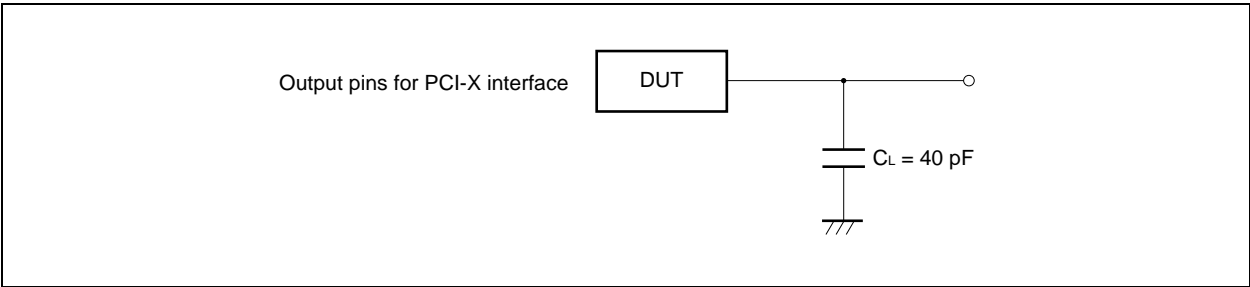 Output pins for PCI-X interface
DUT
CL = 40 pF